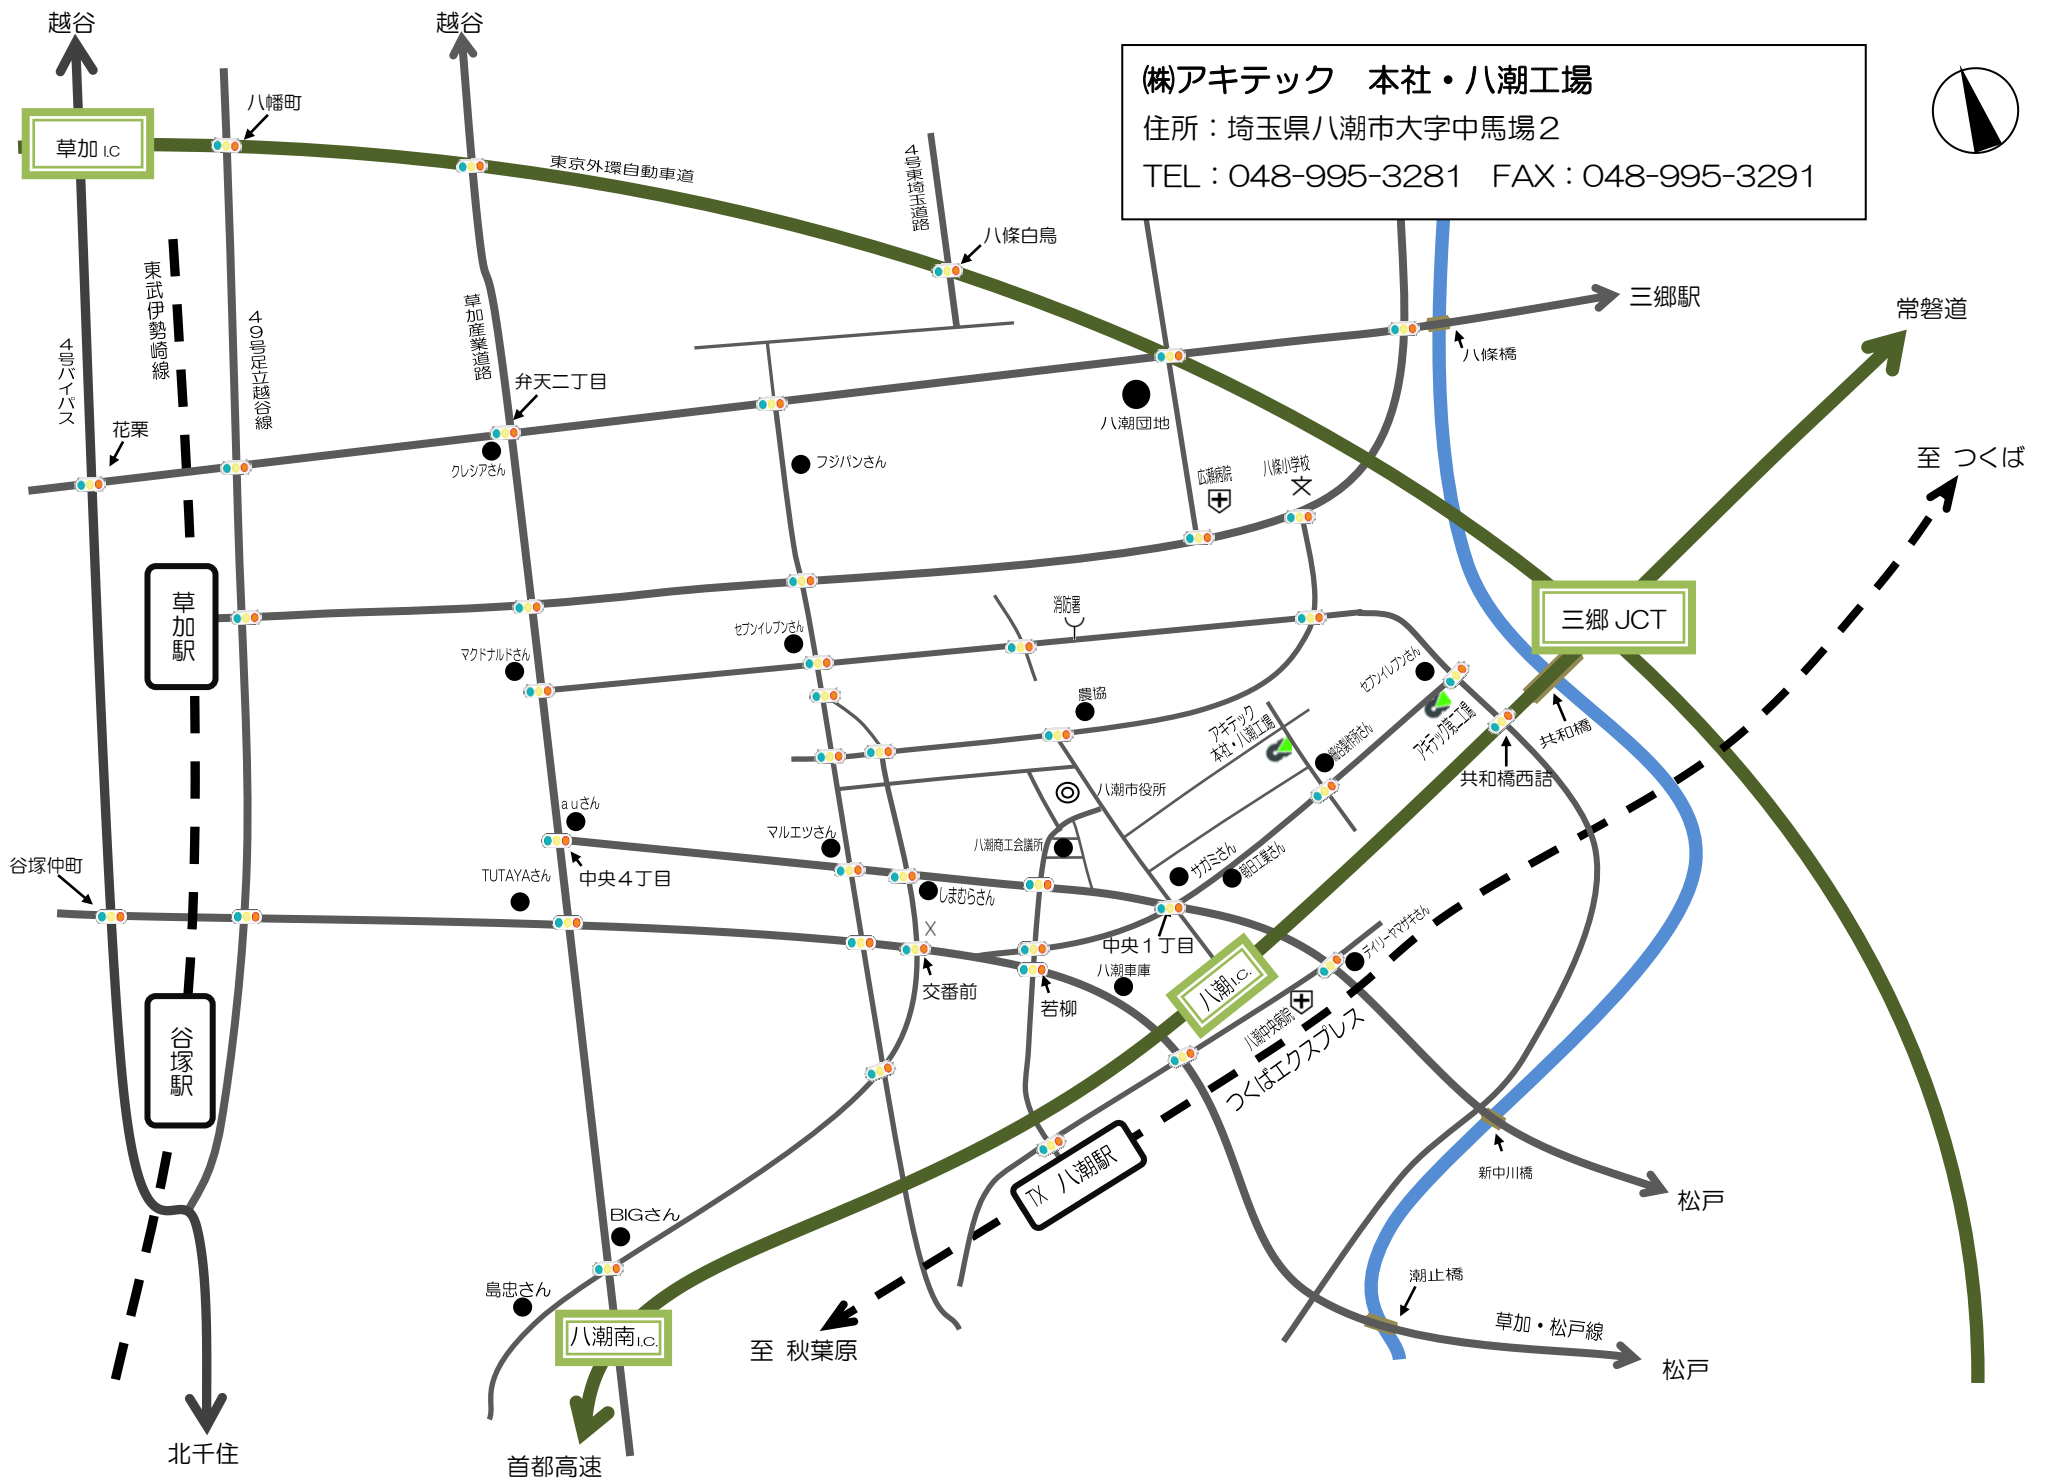 越谷
越谷
㈱アキテック　本社・八潮工場
住所：埼玉県八潮市大字中馬場２
TEL：048-995-3281　FAX：048-995-3291
草加 I.C
八幡町
東京外環自動車道
４号東埼玉道路
八條白鳥
東武伊勢崎線
４９号足立越谷線
草加産業道路
４号バイパス
三郷駅
常磐道
八條橋
弁天二丁目
花栗
クレシアさん
フジパンさん
八潮団地
広瀬病院
八條小学校
至 つくば
草加駅
セブンイレブンさん
消防署
三郷 JCT
マクドナルドさん
セブンイレブンさん
農協
アキテック
本社・八潮工場
細谷製作所さん
アキテック第二工場
共和橋
共和橋西詰
八潮市役所
auさん
マルエツさん
八潮商工会議所
サガミさん
朝日工業さん
谷塚仲町
TUTAYAさん
中央４丁目
しまむらさん
X
中央１丁目
デイリーヤマザキさん
八潮車庫
八潮I.C.
交番前
若柳
八潮中央病院
つくばエクスプレス
谷塚駅
TX　八潮駅
新中川橋
松戸
BIGさん
島忠さん
八潮南I.C.
潮止橋
草加・松戸線
至 秋葉原
松戸
北千住
首都高速